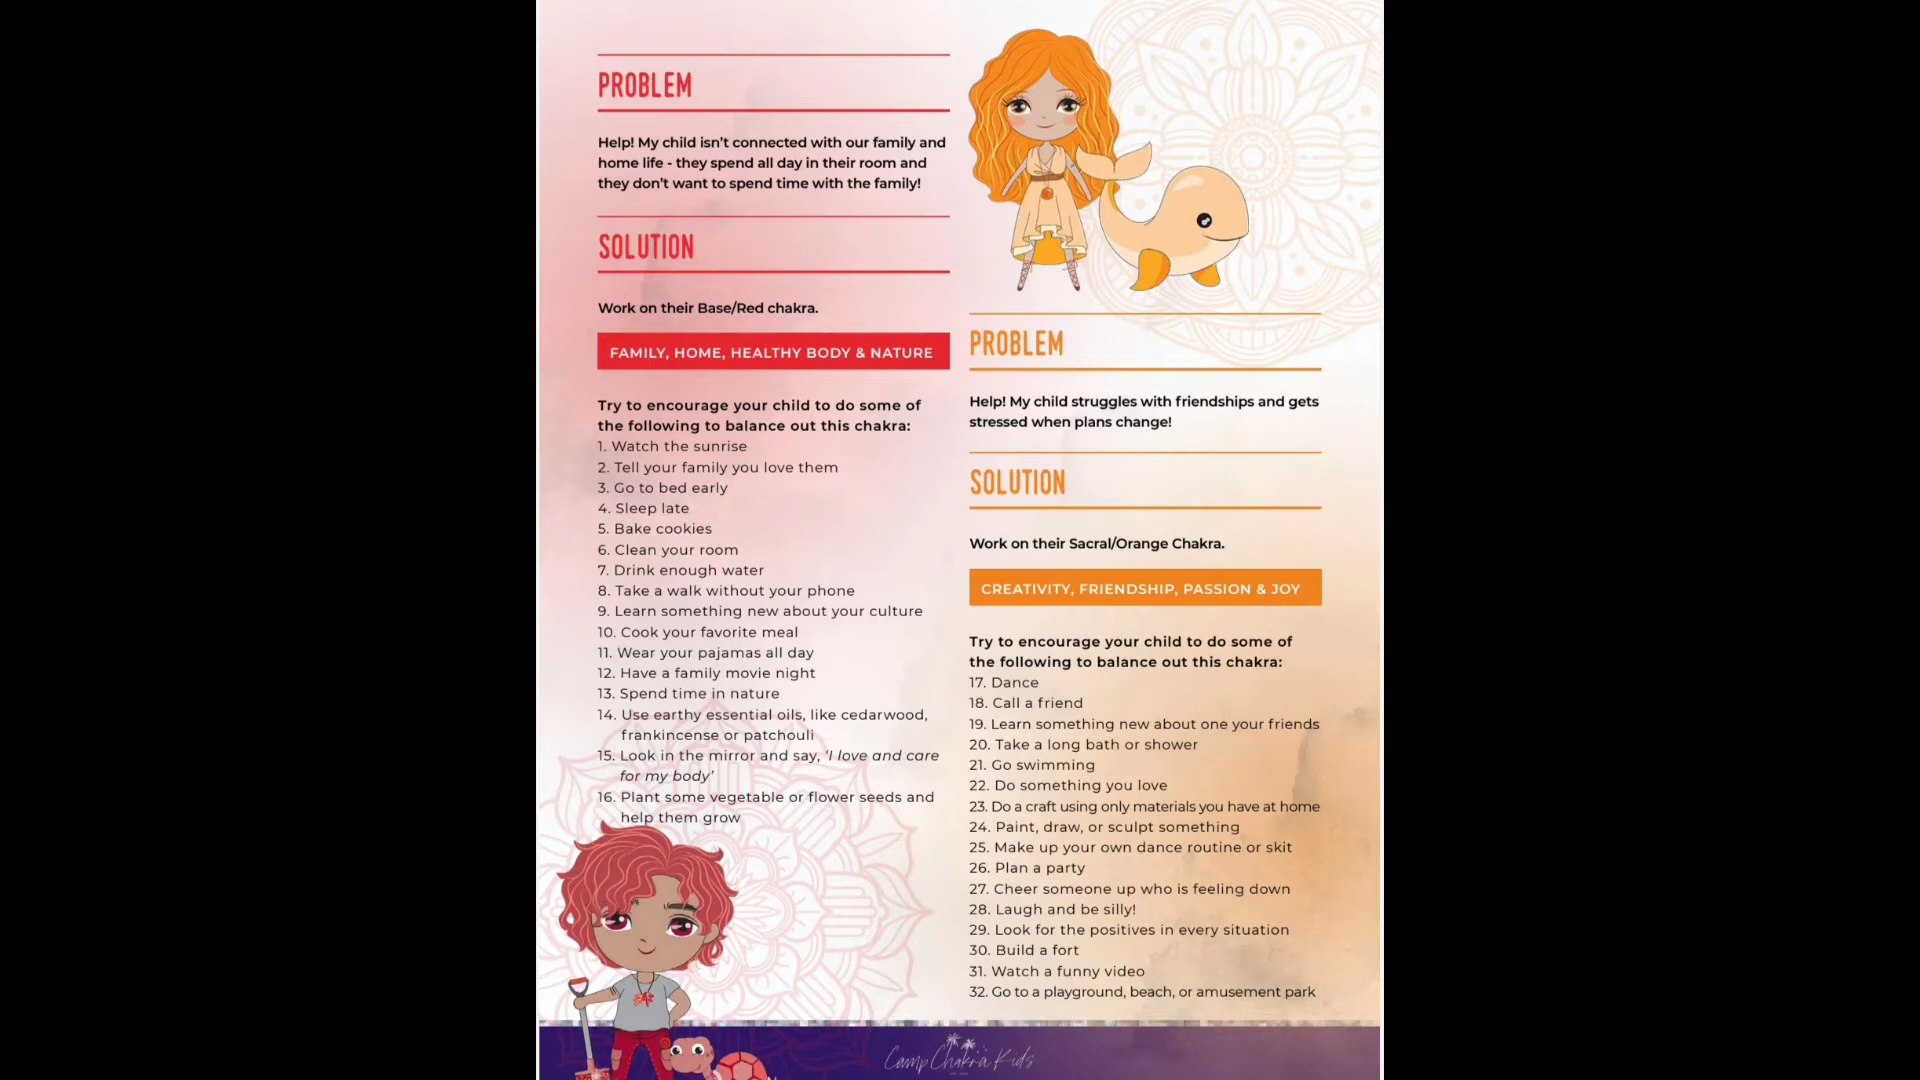 PROBLEM
Help! My child isn't connected with our family and
home life - they spend all day in their room and
they don't want to spend time with the family!
SOLUTION
Work on their Base/Red chakra.
FAMILY, HOME, HEALTHY BODY & NATURE
Try to encourage your child to do some of
the following to balance out this chakra:
1. Watch the sunrise
2. Tell your family you love them
3. Go to bed early
4. Sleep late
5. Bake cookies
6. Clean your room
7. Drink enough water
8. Take a walk without your phone
9. Learn something new about your culture
10. Cook your favorite meal
11. Wear your pajamas all day
12. Have a family movie night
13. Spend time in nature
14. Use earthy essential oils, like cedarwood,
frankincense or patchouli
15. Look in the mirror and say, 'I love and care
for my body'
16. Plant some vegetable or flower seeds and
help them grow
PROBLEM
Help! My child struggles with friendships and gets
stressed when plans change!
SOLUTION
Work on their Sacral/Orange Chakra.
CREATIVITY, FRIENDSHIP, PASSION & JOY
Try to encourage your child to do some of
the following to balance out this chakra:
17. Dance
18. Call a friend
19. Learn something new about one your friends
20. Take a long bath or shower
21. Go swimming
22. Do something you love
23. Do a craft using only materials you have at home
24. Paint, draw, or sculpt something
25. Make up your own dance routine or skit
26. Plan a party
27. Cheer someone up who is feeling down
28. Laugh and be silly!
29. Look for the positives in every situation
30. Build a fort
31. Watch a funny video
32. Go to a playground, beach, or amusement park
Camp Chakra Kids